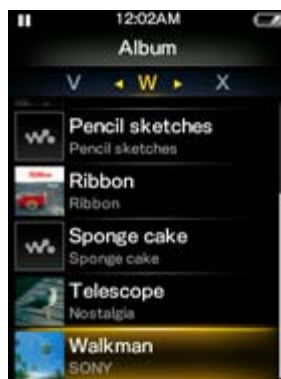 12:02AM
Album
V W X
Pencil sketches
Pencil sketches
Ribbon
Ribbon
Sponge cake
Sponge cake
Telescope
Nostalgia
Walkman
SONY